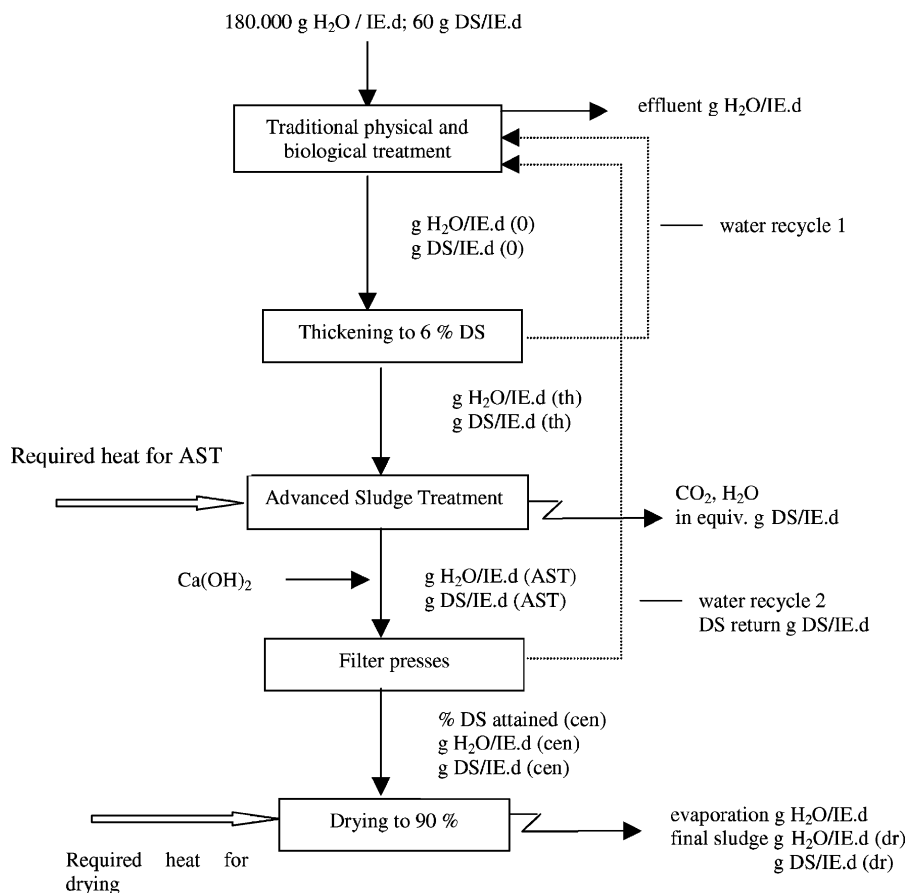 180.000 g H₂O / IE.d; 60 g DS/IE.d
effluent g H₂O/IE.d
Traditional physical and
biological treatment
g H₂O/IE.d (0)
g DS/IE.d (0)
water recycle 1
Thickening to 6 % DS
g H₂O/IE.d (th)
g DS/IE.d (th)
Required heat for AST
Advanced Sludge Treatment
CO₂, H₂O
in equiv. g DS/IE.d
Ca(OH)₂
g H₂O/IE.d (AST)
g DS/IE.d (AST)
water recycle 2
DS return g DS/IE.d
Filter presses
% DS attained (cen)
g H₂O/IE.d (cen)
g DS/IE.d (cen)
Drying to 90 %
evaporation g H₂O/IE.d
final sludge g H₂O/IE.d (dr)
g DS/IE.d (dr)
Required heat for
drying